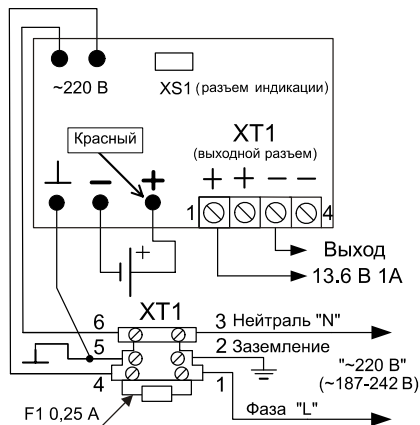 ~220 В
XS1 (разъем индикации)
Красный
XT1
(выходной разъем)
⊥ − + + + − −
1 4
+
Выход
13.6 В 1А
XT1
6 3 Нейтраль "N"
5 2 Заземление
4 1
"~220 В"
(~187-242 В)
F1 0,25 А
Фаза "L"